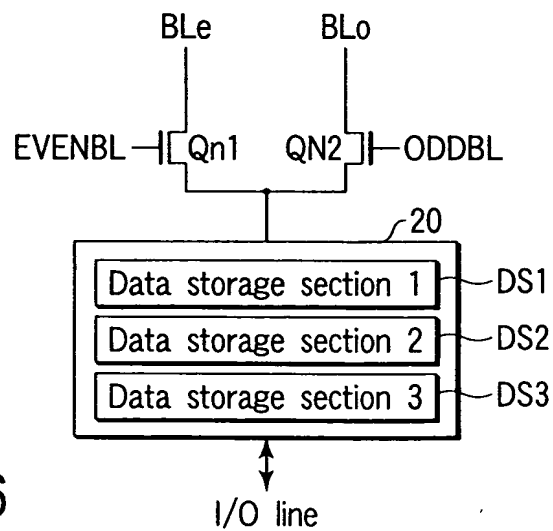 BLe BLo
EVENBL Qn1 QN2 ODDBL
20
Data storage section 1 DS1
Data storage section 2 DS2
Data storage section 3 DS3
I/O line
6